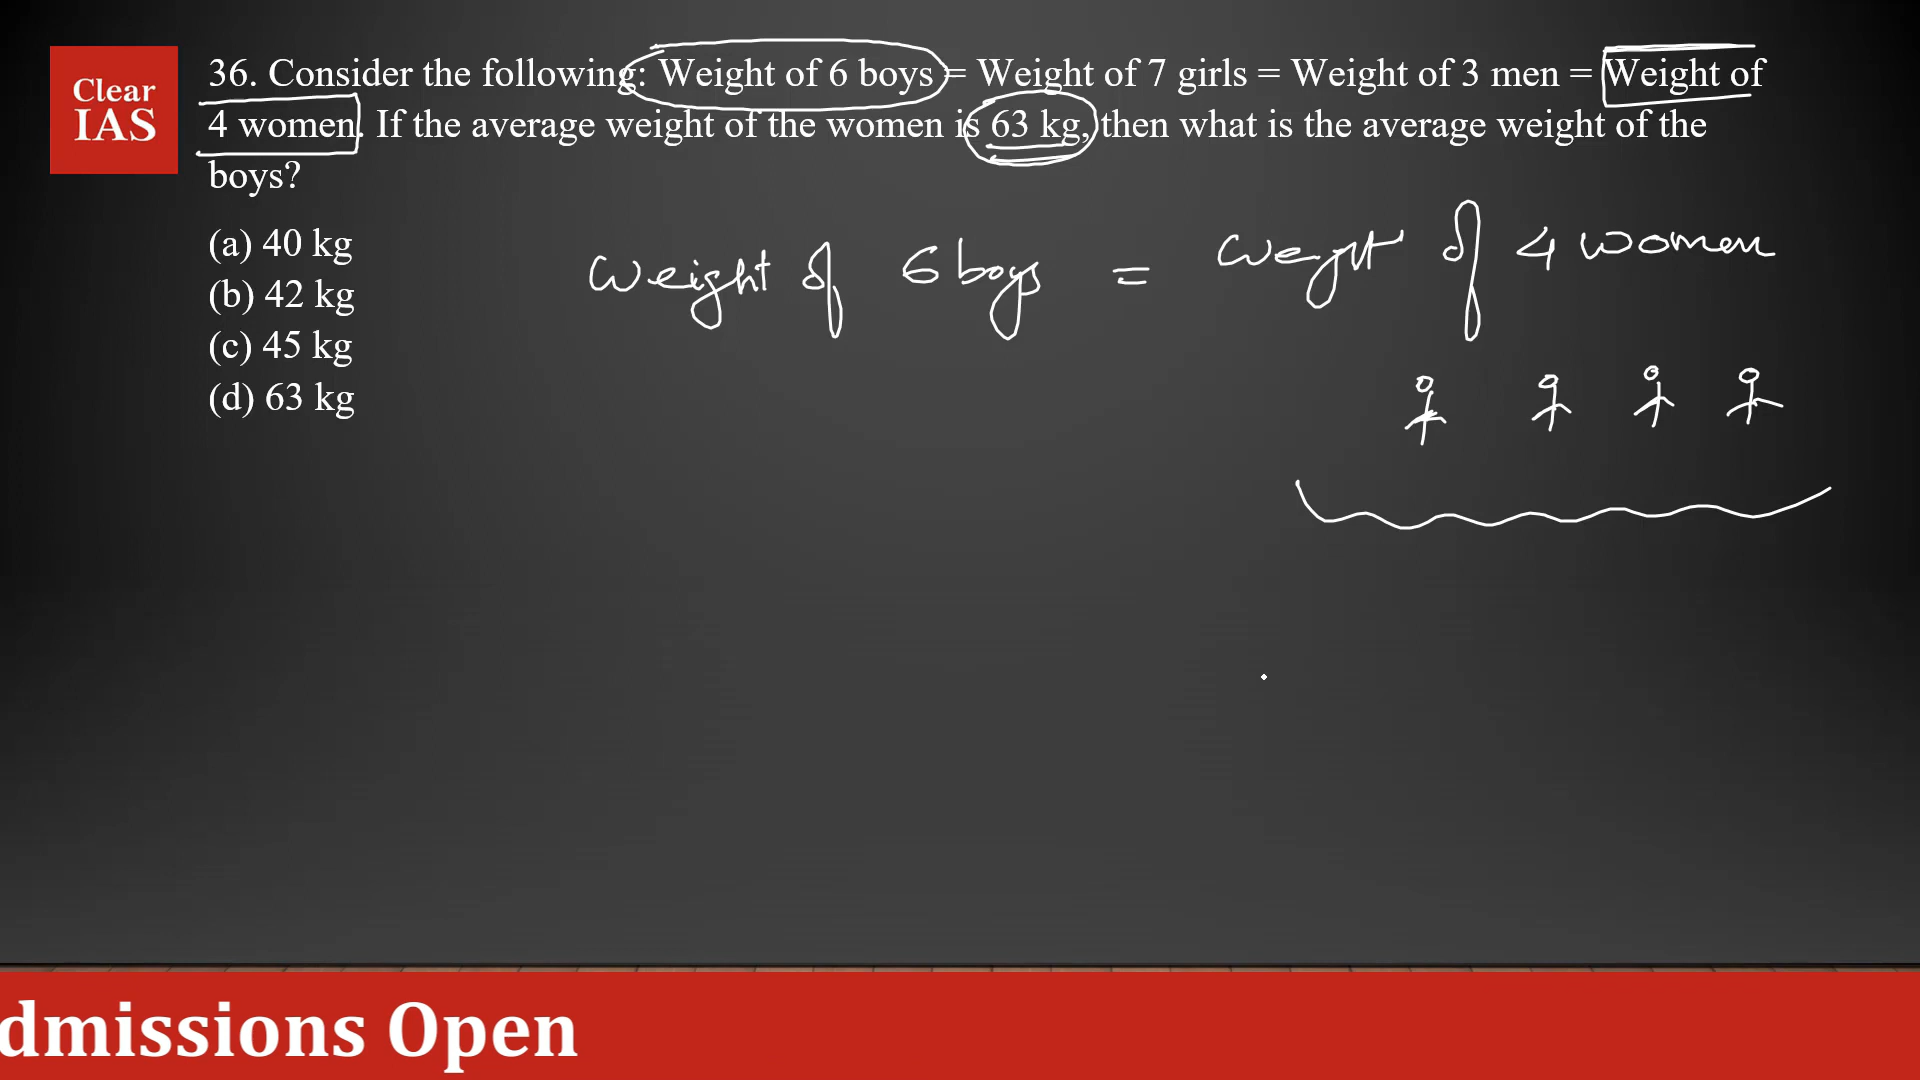 Clear
IAS
36. Consider the following: Weight of 6 boys = Weight of 7 girls = Weight of 3 men = Weight of
4 women. If the average weight of the women is 63 kg, then what is the average weight of the
boys?
(a) 40 kg
(b) 42 kg
(c) 45 kg
(d) 63 kg
weight of 6 boys = weight of 4 women
dmissions Open